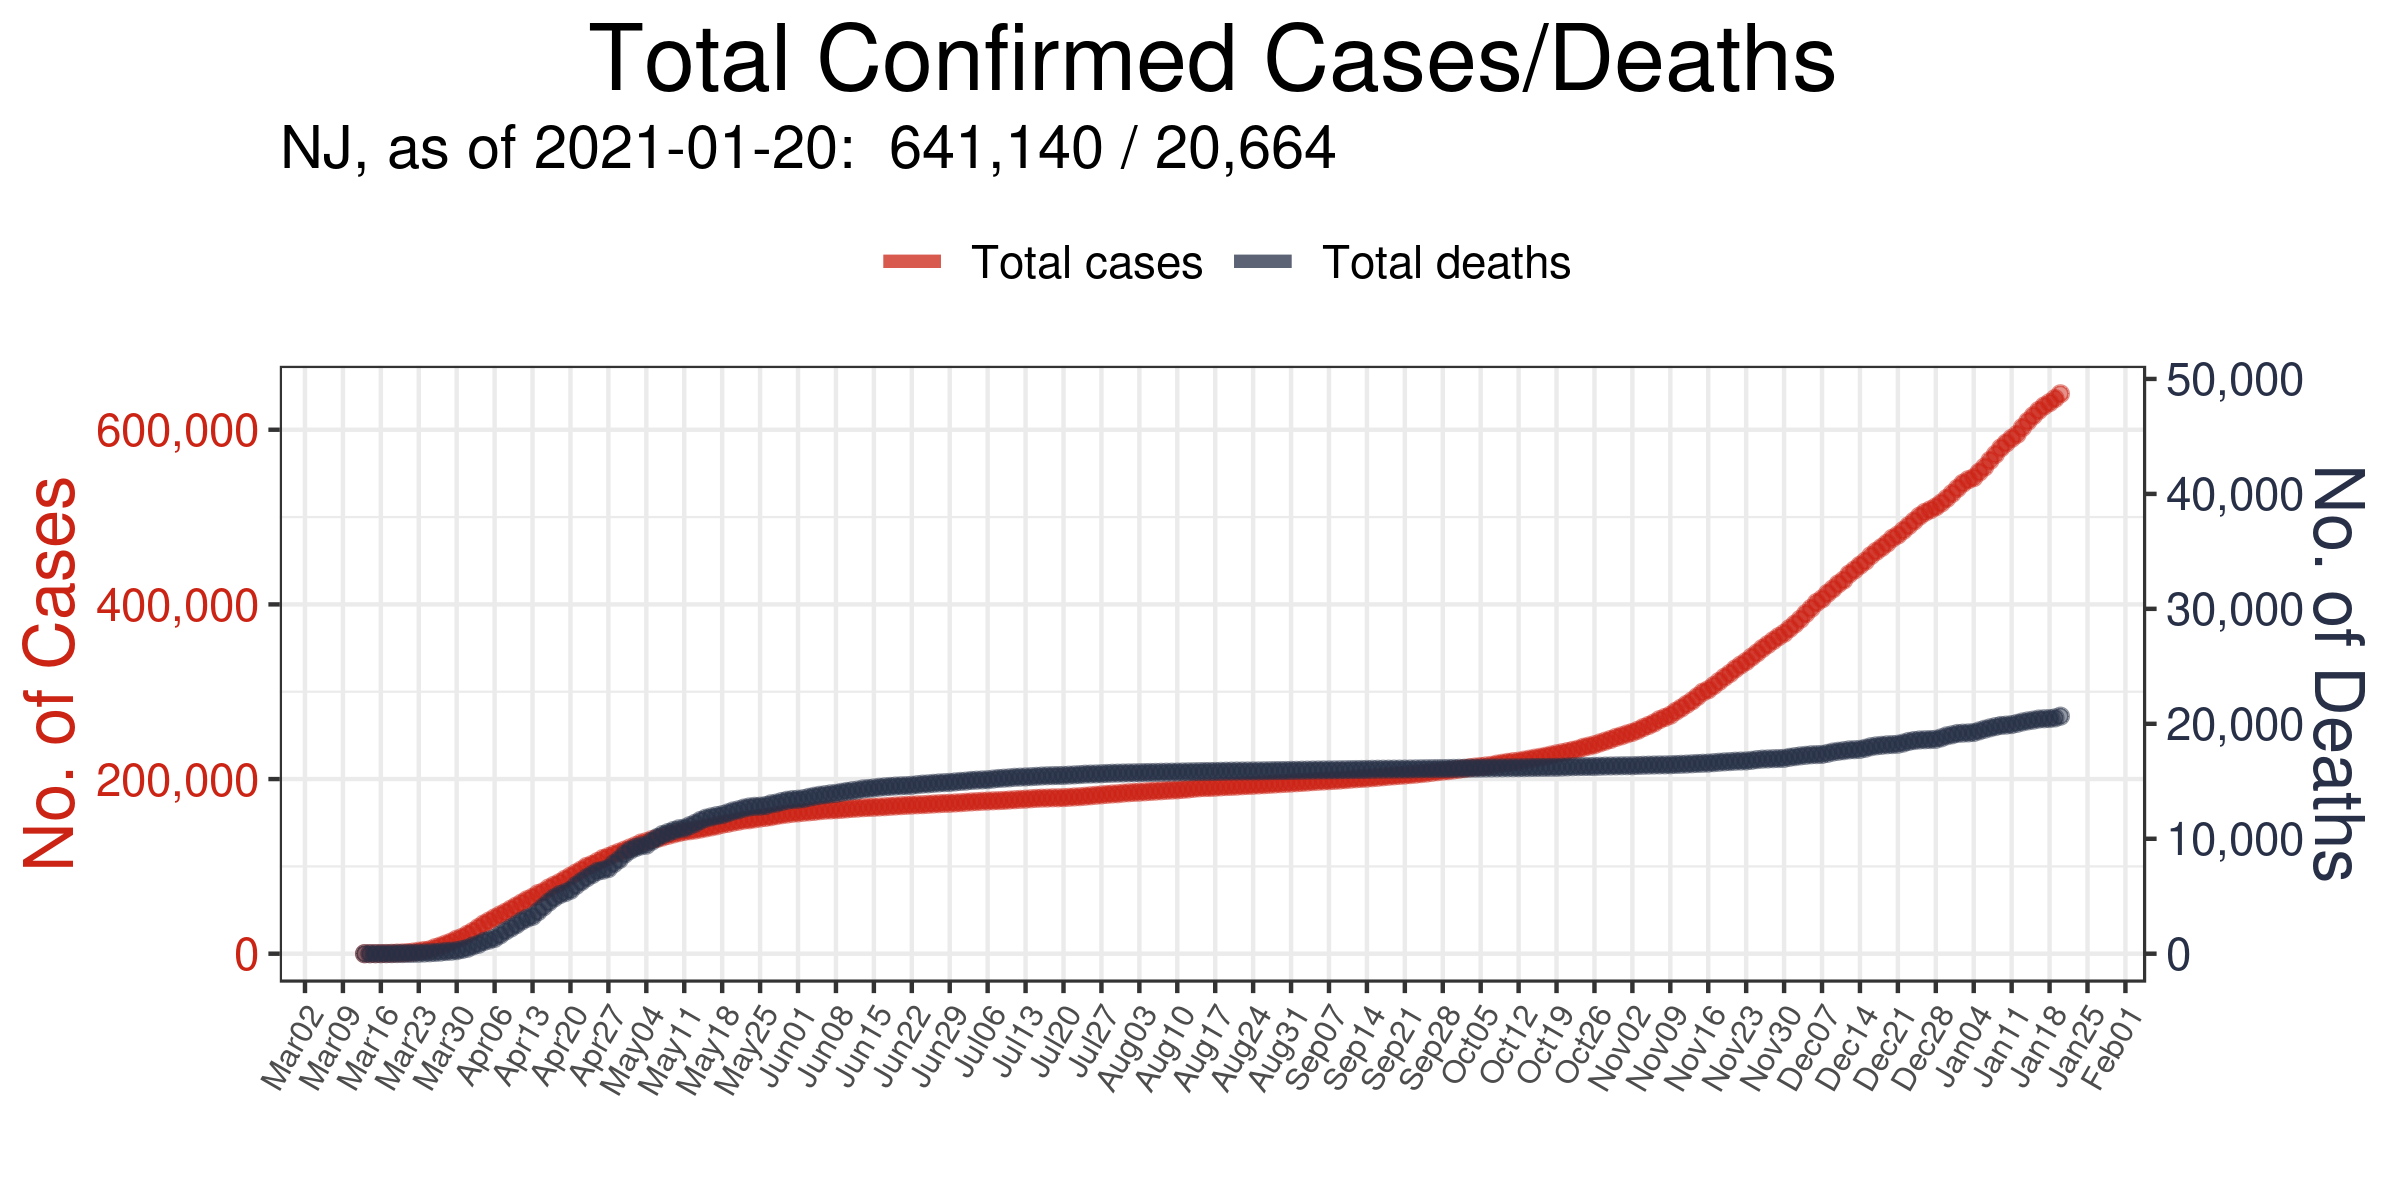 Total Confirmed Cases/Deaths
NJ, as of 2021-01-20:  641,140 / 20,664
Total cases
Total deaths
No. of Cases
600,000
400,000
200,000
0
50,000
40,000
30,000
20,000
10,000
0
No. of Deaths
Mar02
Mar09
Mar16
Mar23
Mar30
Apr06
Apr13
Apr20
Apr27
May04
May11
May18
May25
Jun01
Jun08
Jun15
Jun22
Jun29
Jul06
Jul13
Jul20
Jul27
Aug03
Aug10
Aug17
Aug24
Aug31
Sep07
Sep14
Sep21
Sep28
Oct05
Oct12
Oct19
Oct26
Nov02
Nov09
Nov16
Nov23
Nov30
Dec07
Dec14
Dec21
Dec28
Jan04
Jan11
Jan18
Jan25
Feb01